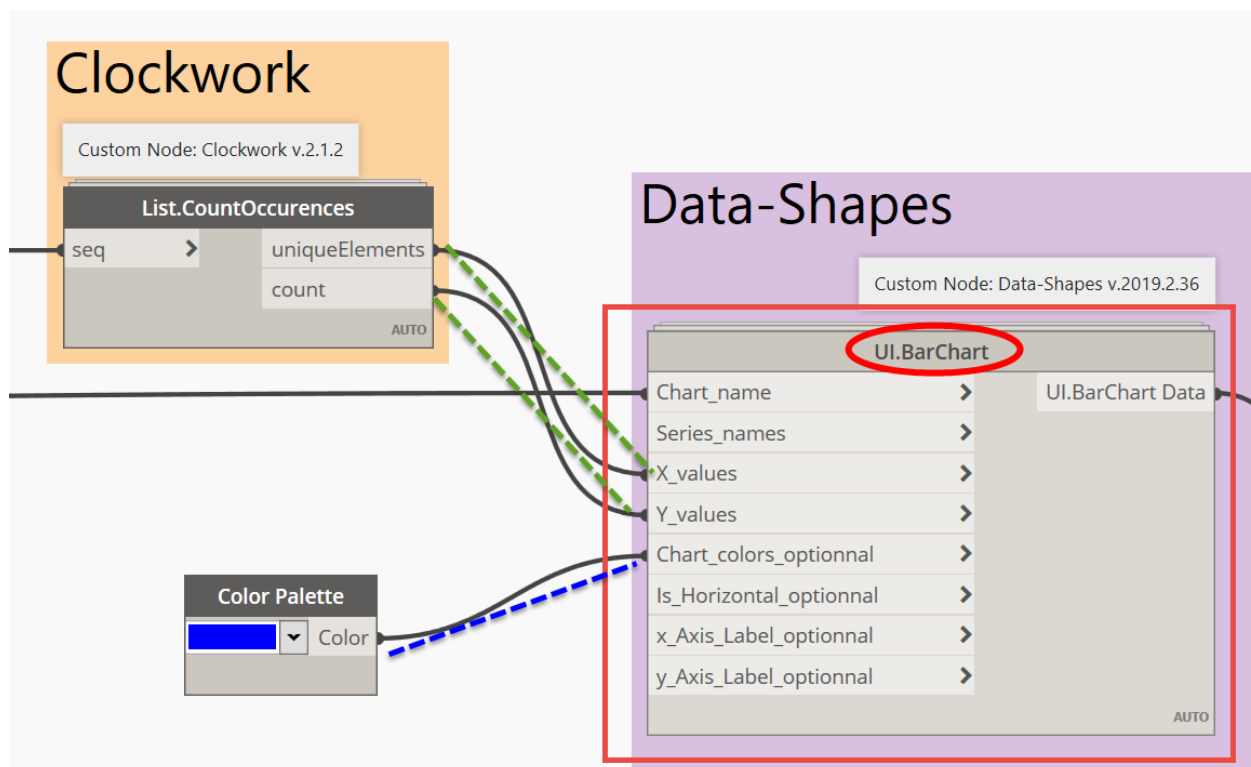 Clockwork
Custom Node: Clockwork v.2.1.2
List.CountOccurences
seq
uniqueElements
count
AUTO
Data-Shapes
Custom Node: Data-Shapes v.2019.2.36
UI.BarChart
Chart_name
UI.BarChart Data
Series_names
X_values
Y_values
Chart_colors_optionnal
Is_Horizontal_optionnal
x_Axis_Label_optionnal
y_Axis_Label_optionnal
AUTO
Color Palette
Color